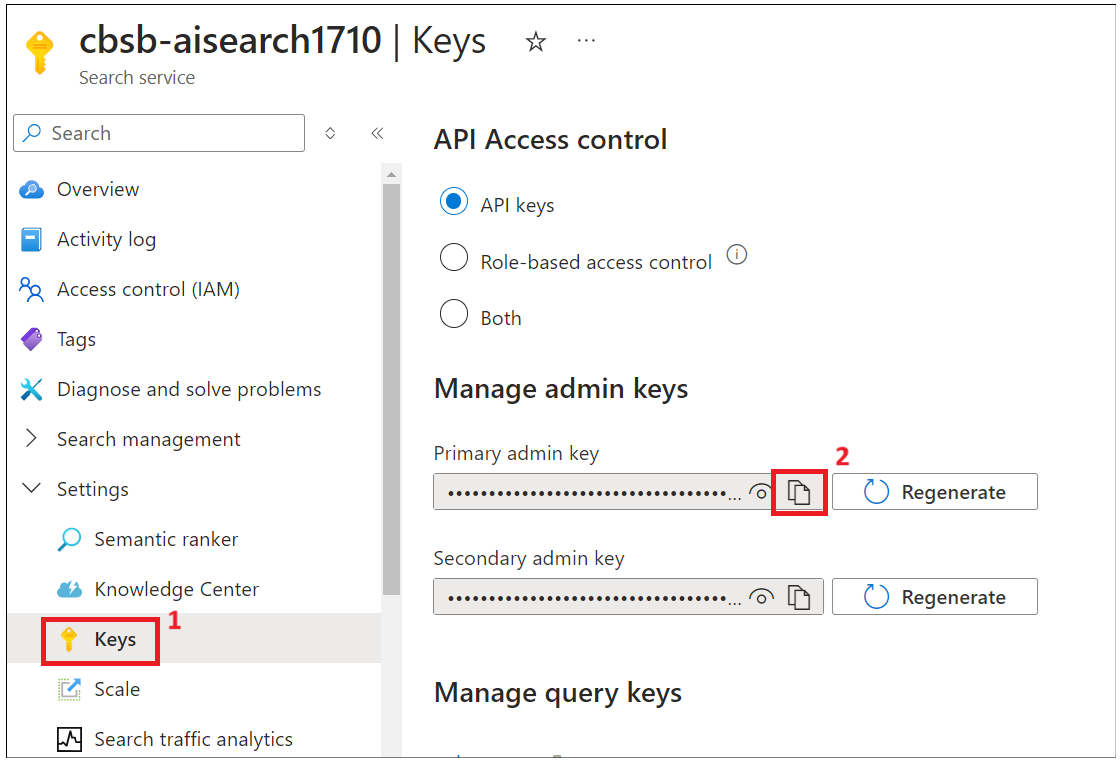 cbsb-aisearch1710 | Keys ☆ ···
Search service
Search
Overview
Activity log
Access control (IAM)
Tags
Diagnose and solve problems
Search management
Settings
Semantic ranker
Knowledge Center
Keys 1
Scale
Search traffic analytics
API Access control
API keys
Role-based access control
Both
Manage admin keys
Primary admin key
2
••••••••••••••••••••••••••••••••••... Regenerate
Secondary admin key
••••••••••••••••••••••••••••••••••... Regenerate
Manage query keys